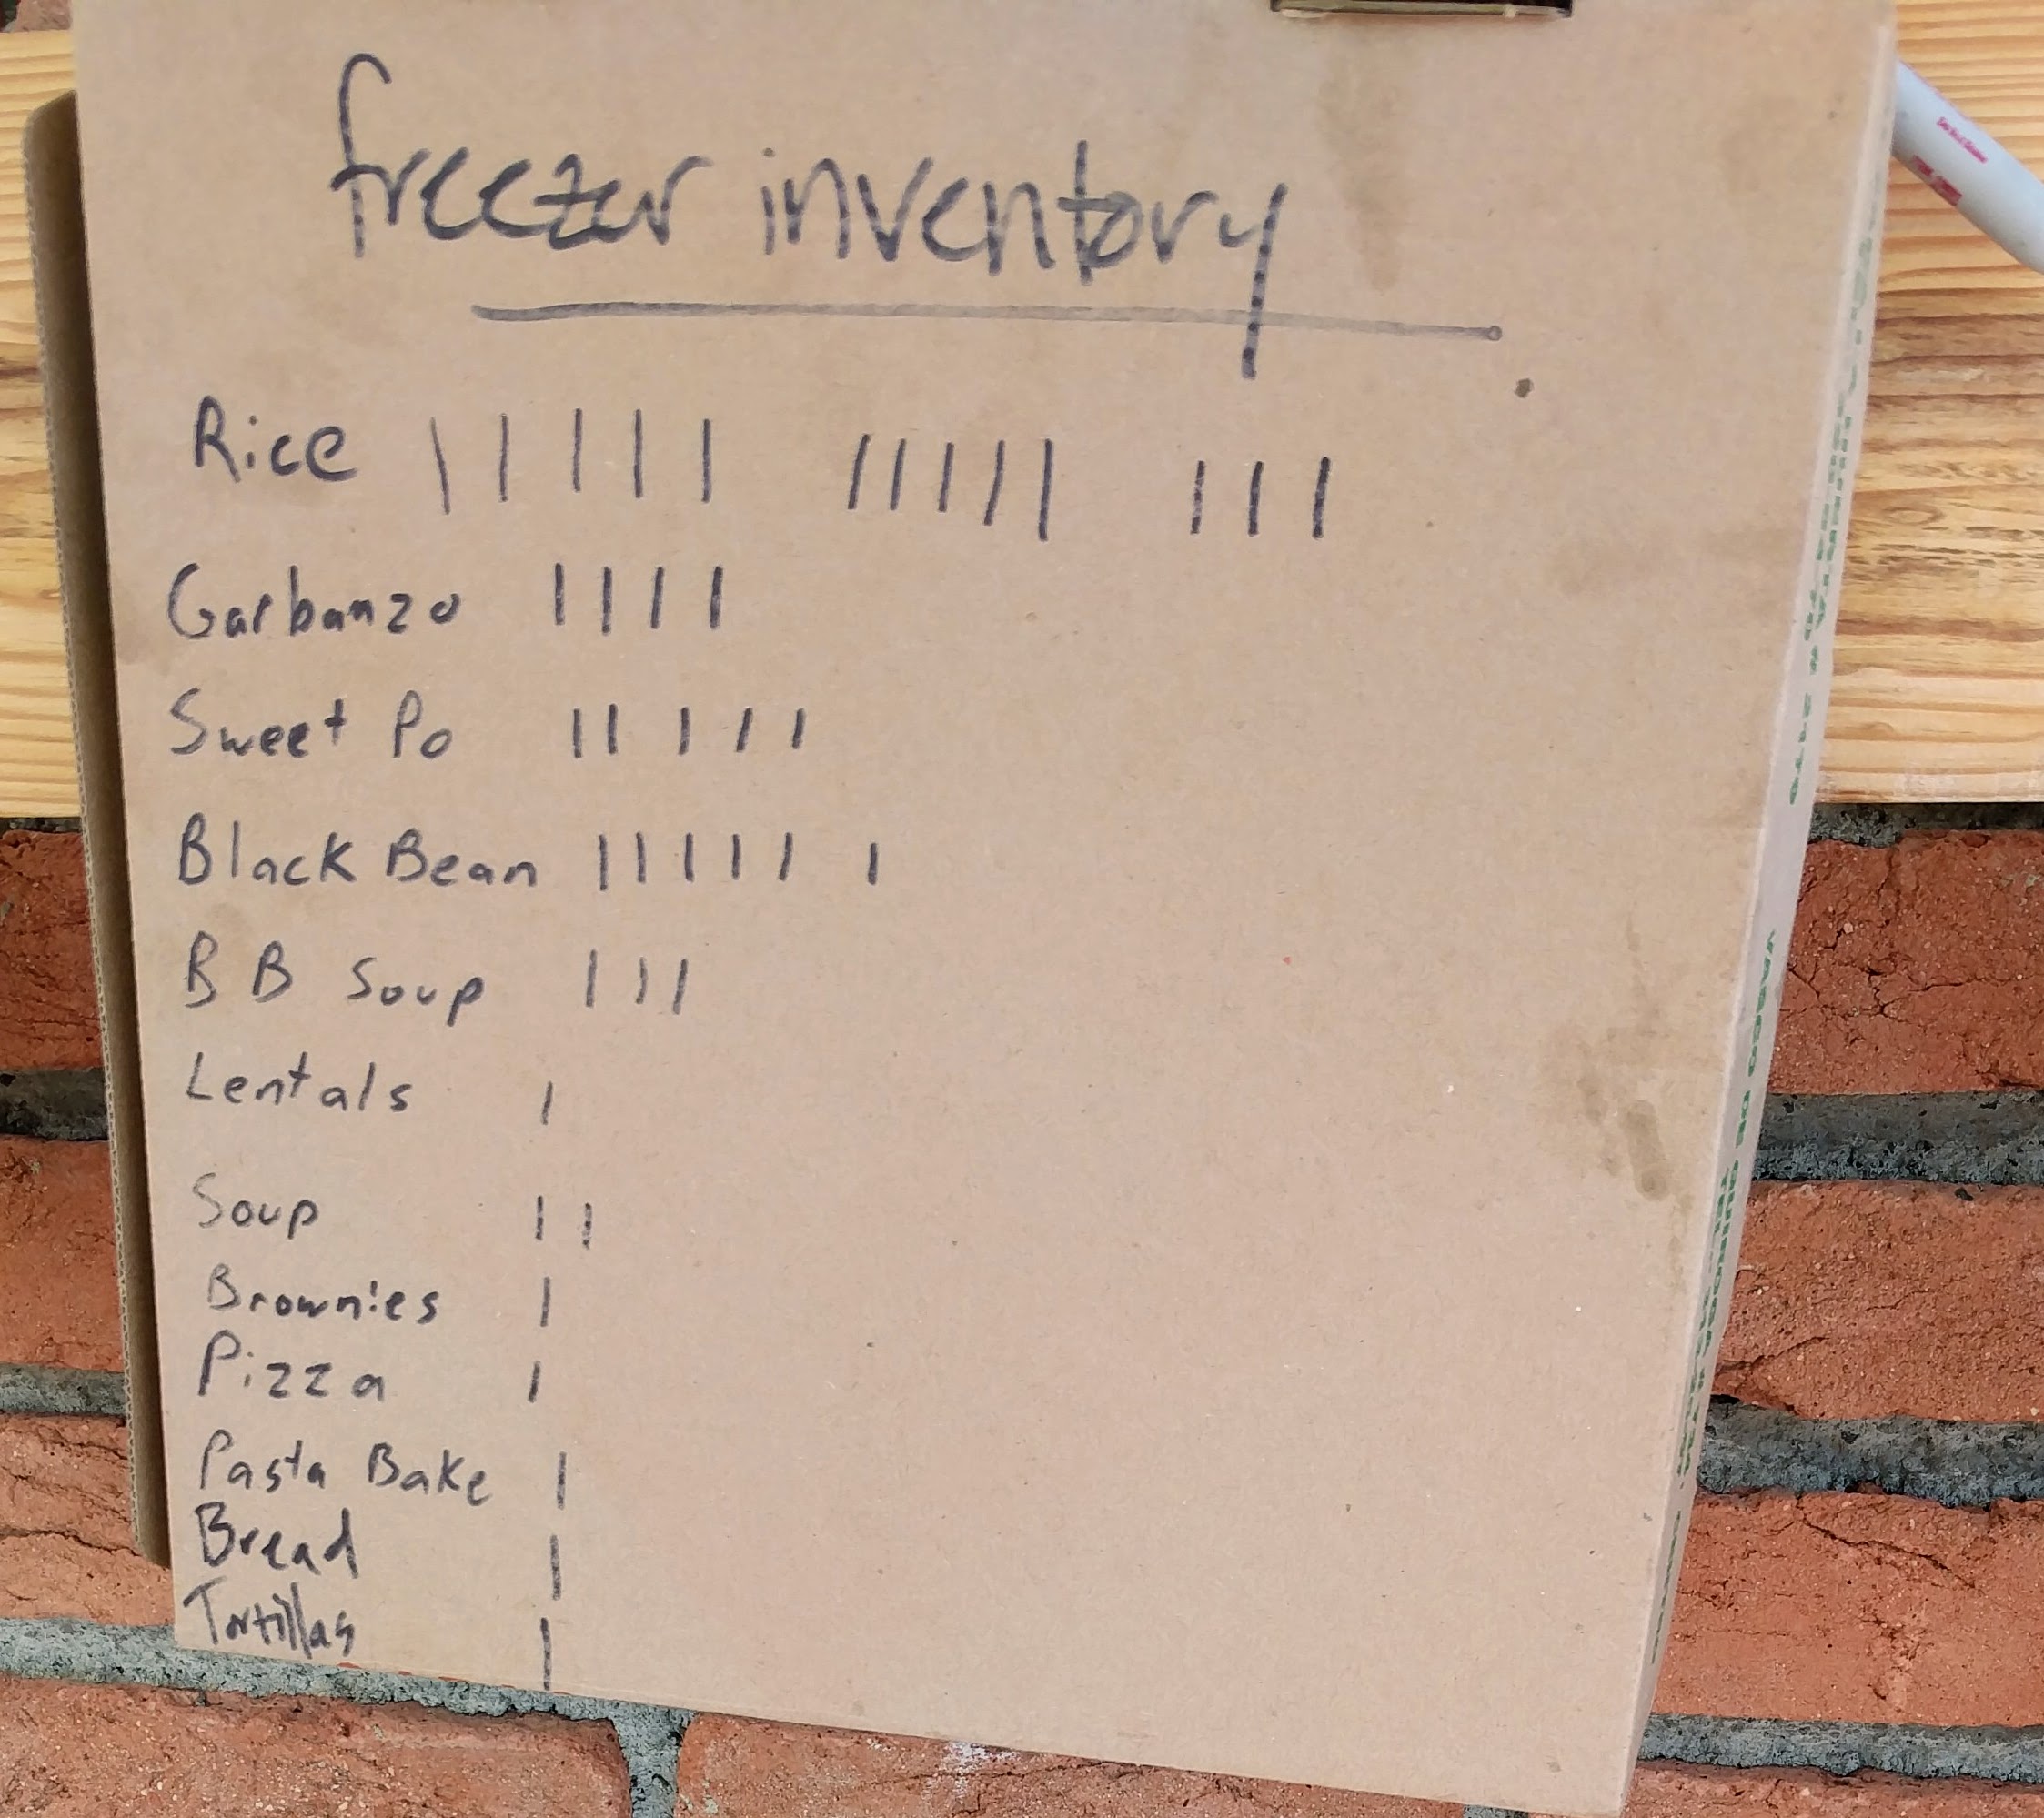 freezer inventory
Rice ||||| ||||| |||
Garbanzo ||||
Sweet Po |||||
Black Bean ||||| |
B B Soup |||
Lentals |
Soup ||
Brownies |
Pizza |
Pasta Bake |
Bread |
Tortillas |